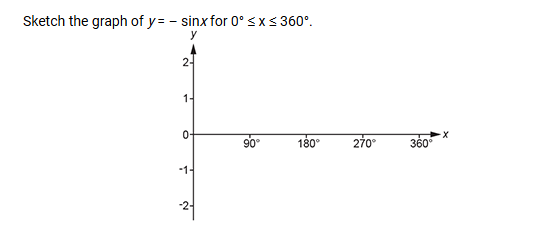 Sketch the graph of y = – sinx for 0° ≤ x ≤ 360°.
y
2
1
0
x
90° 180° 270° 360°
-1
-2